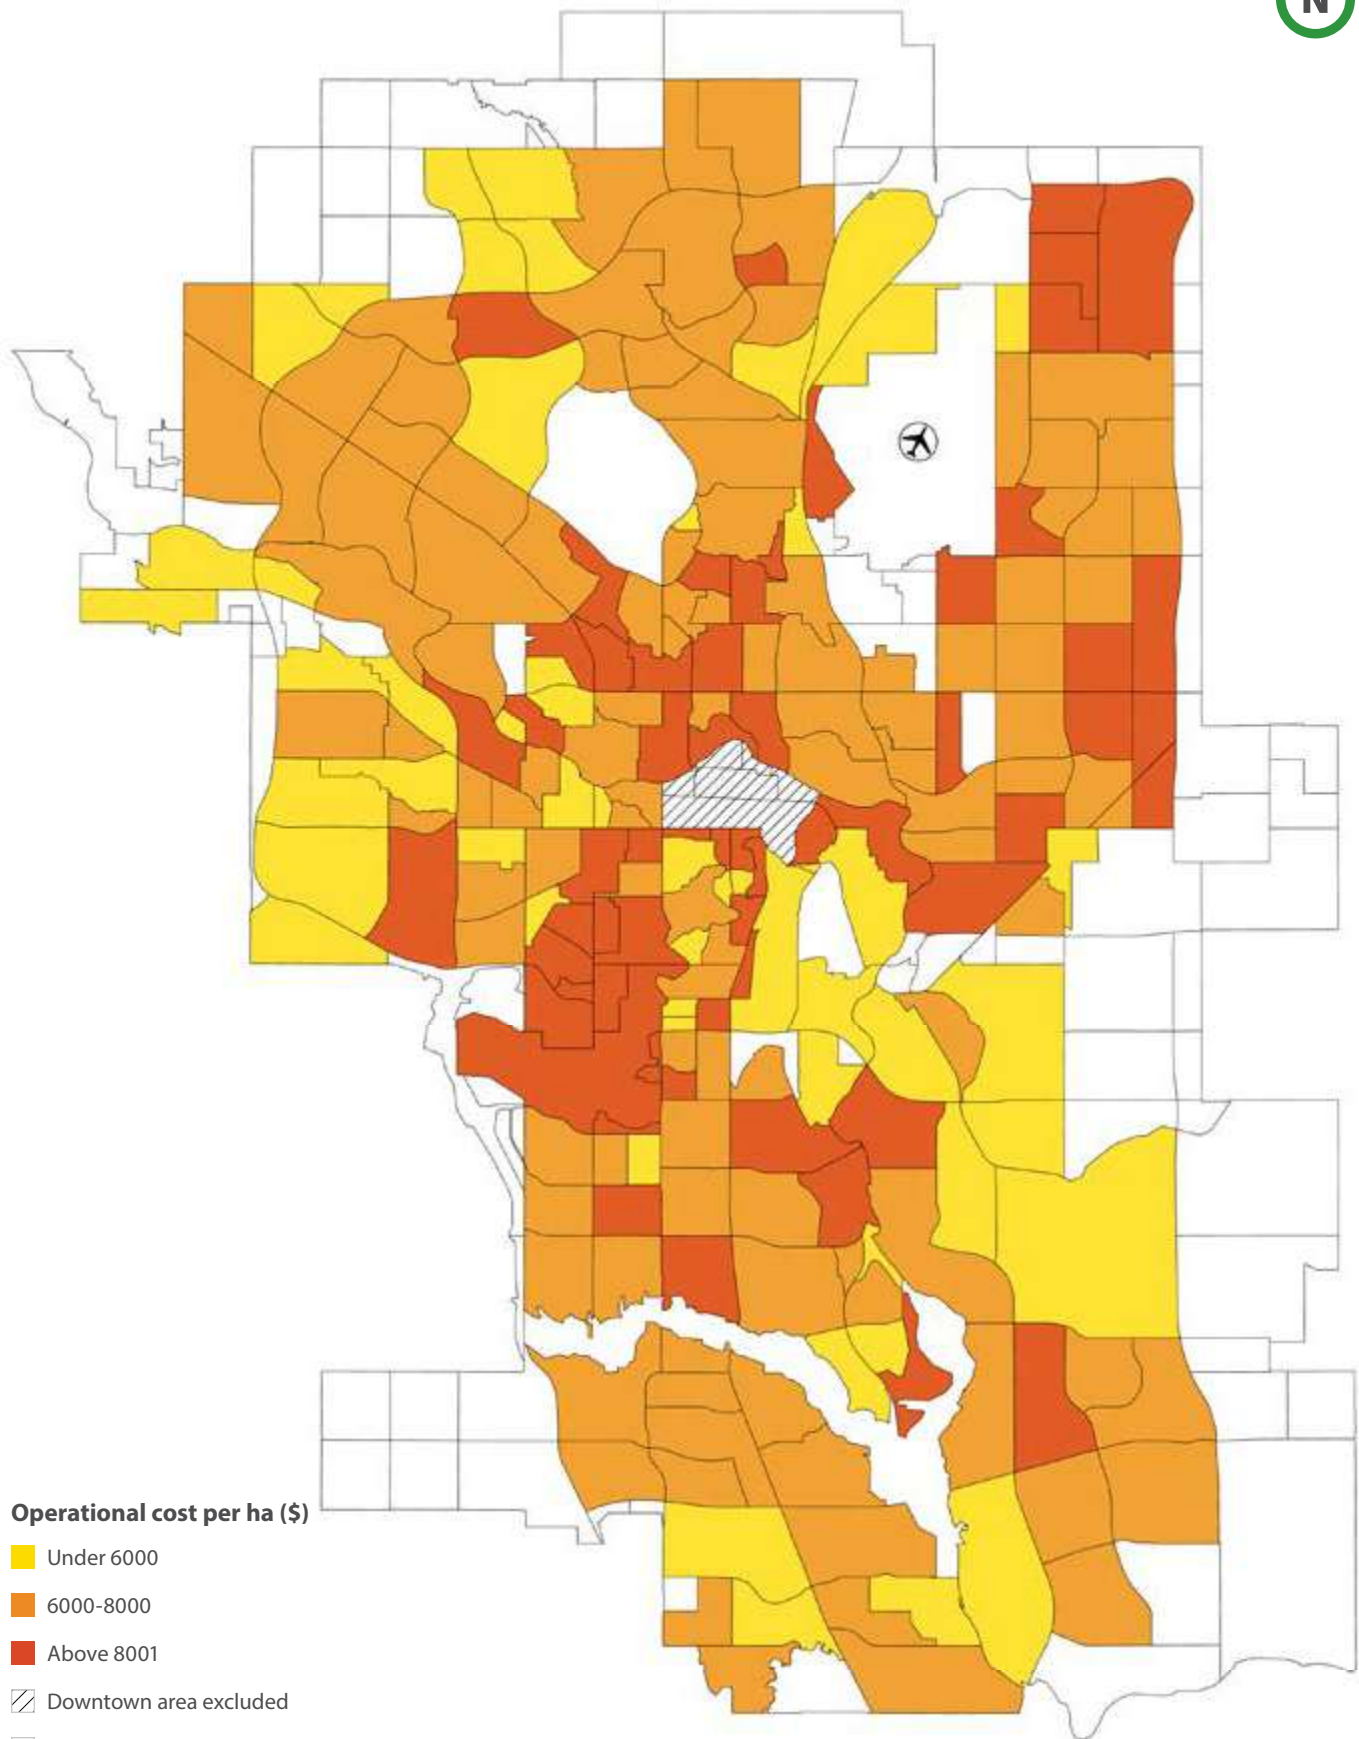 N
Operational cost per ha ($)
Under 6000
6000-8000
Above 8001
Downtown area excluded